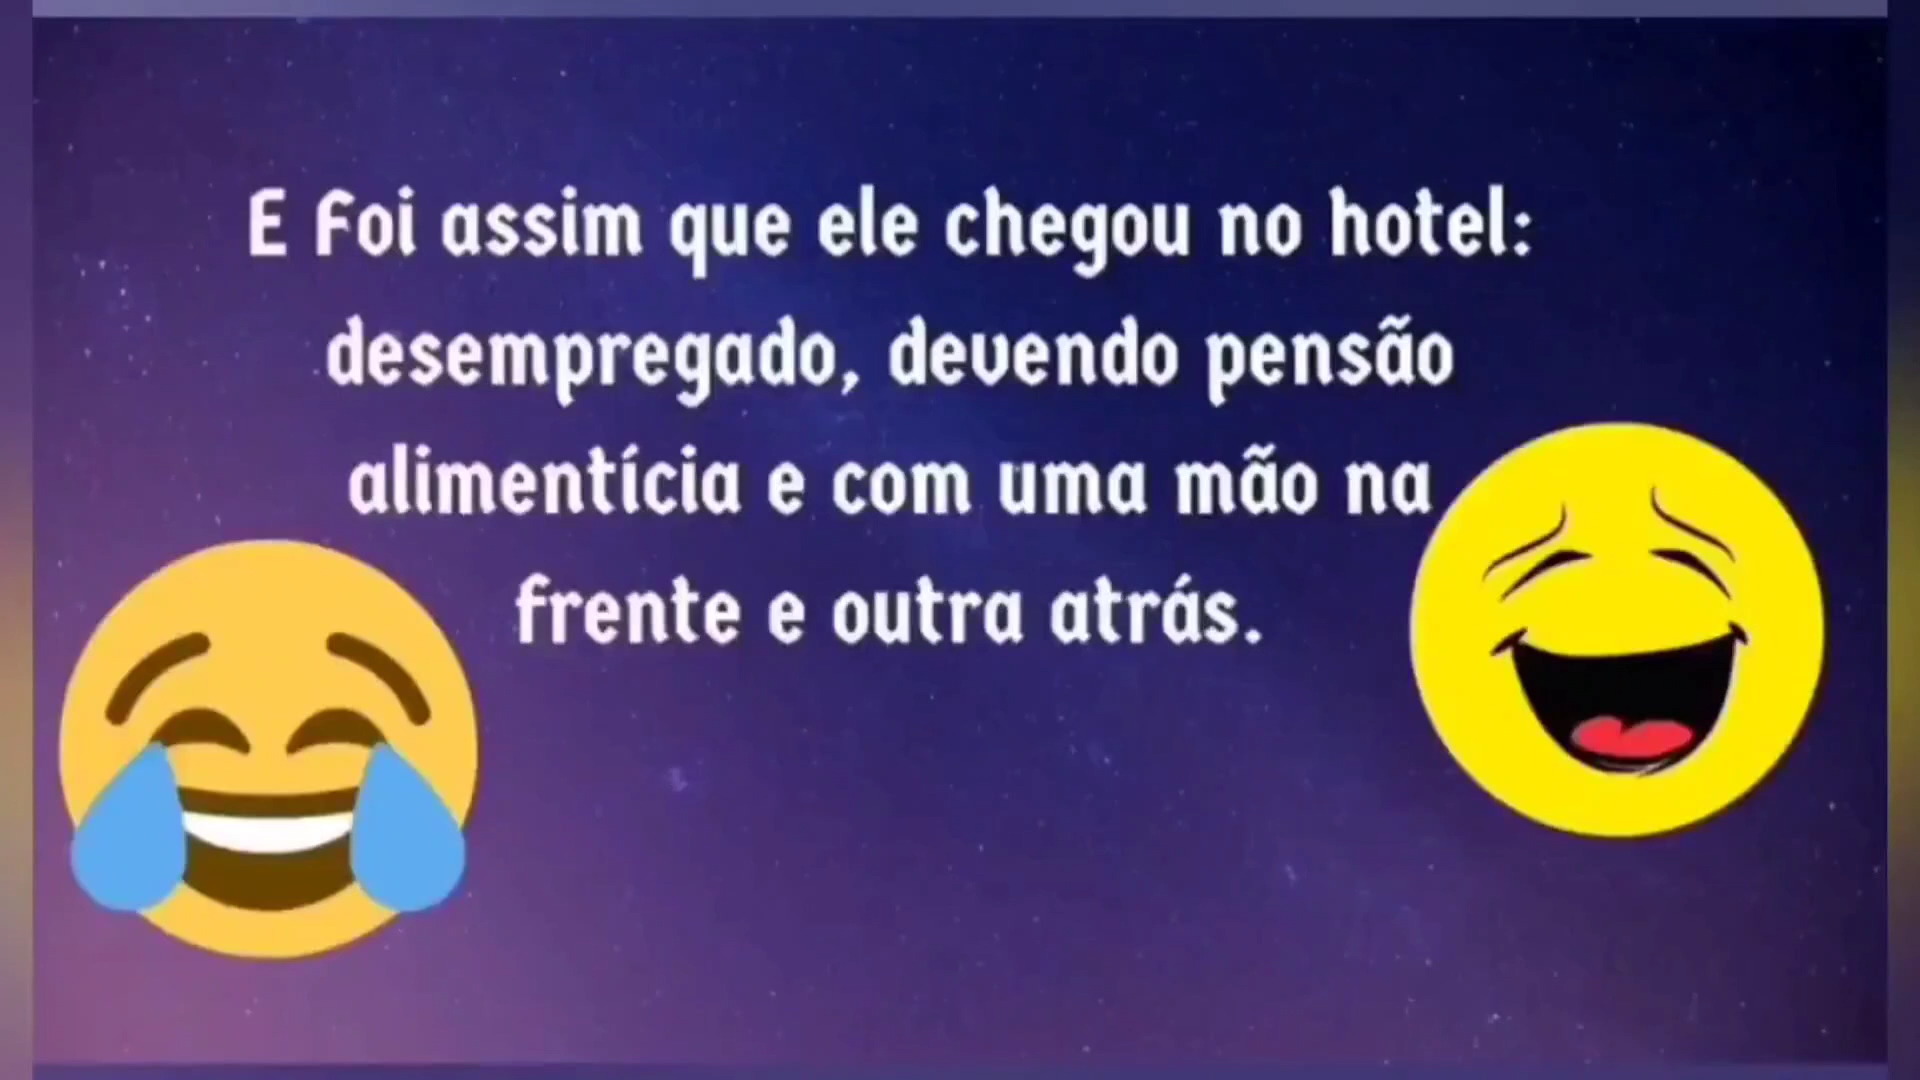 E Foi assim que ele chegou no hotel:
desempregado, devendo pensão
alimentícia e com uma mão na
frente e outra atrás.